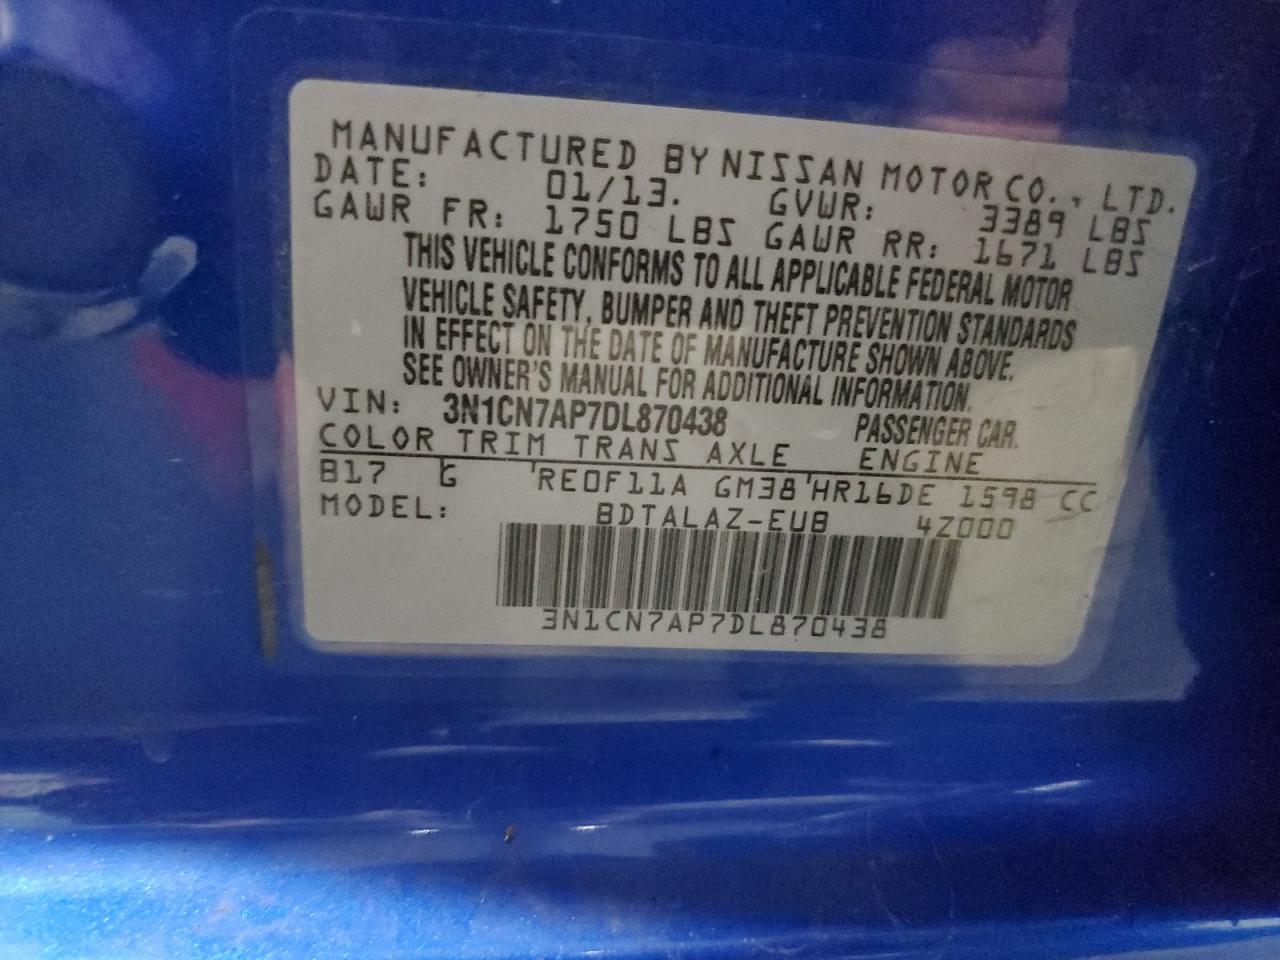 MANUFACTURED BY NISSAN MOTOR CO., LTD.
DATE: 01/13. GVWR: 3389 LBS
GAWR FR: 1750 LBS GAWR RR: 1671 LBS
THIS VEHICLE CONFORMS TO ALL APPLICABLE FEDERAL MOTOR
VEHICLE SAFETY, BUMPER AND THEFT PREVENTION STANDARDS
IN EFFECT ON THE DATE OF MANUFACTURE SHOWN ABOVE.
SEE OWNER'S MANUAL FOR ADDITIONAL INFORMATION.
VIN: 3N1CN7AP7DL870438 PASSENGER CAR.
COLOR TRIM TRANS AXLE ENGINE
B17 G 'RE0F11A GM38'HR16DE 1598 CC
MODEL: BDTALAZ-EUB 4Z000
3N1CN7AP7DL870438